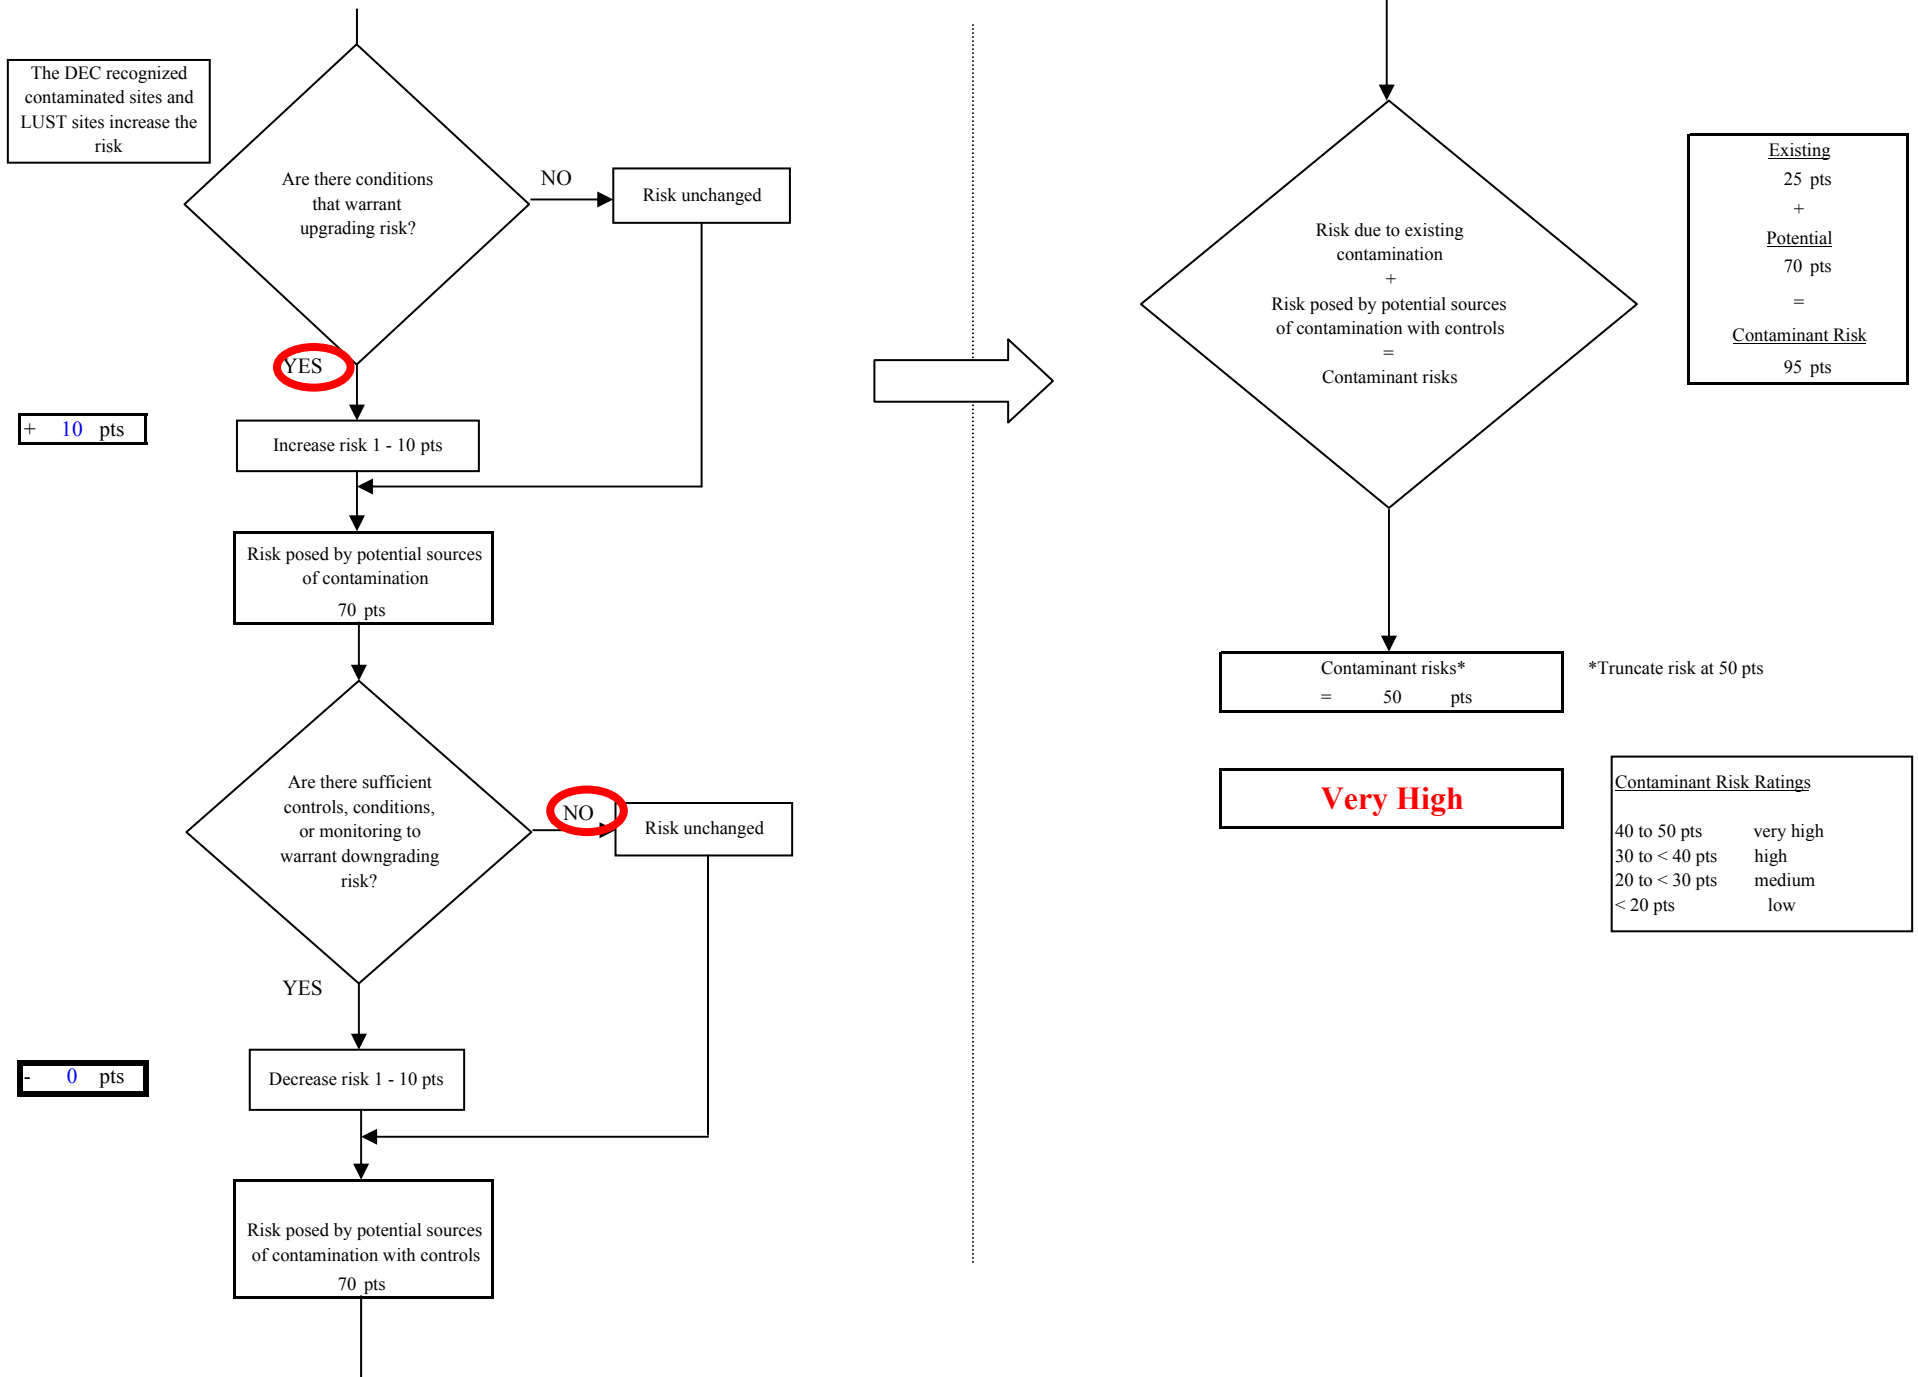 The DEC recognized
contaminated sites and
LUST sites increase the
risk
Are there conditions
that warrant
upgrading risk?
NO
Risk unchanged
YES
+ 10 pts
Increase risk 1 - 10 pts
Risk posed by potential sources
of contamination
70 pts
Are there sufficient
controls, conditions,
or monitoring to
warrant downgrading
risk?
NO
Risk unchanged
YES
- 0 pts
Decrease risk 1 - 10 pts
Risk posed by potential sources
of contamination with controls
70 pts
Risk due to existing
contamination
+
Risk posed by potential sources
of contamination with controls
=
Contaminant risks
Existing
25 pts
+
Potential
70 pts
=
Contaminant Risk
95 pts
Contaminant risks*
= 50 pts
*Truncate risk at 50 pts
Very High
Contaminant Risk Ratings
40 to 50 pts very high
30 to < 40 pts high
20 to < 30 pts medium
< 20 pts low